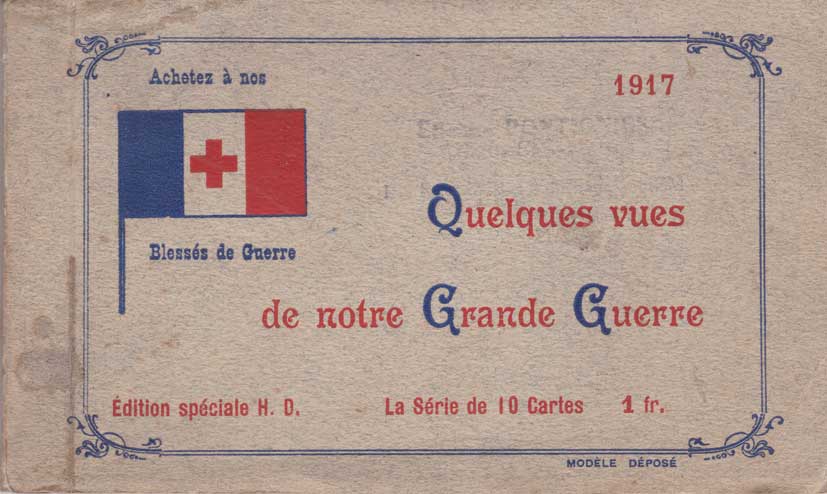 Achetez à nos
1917
Blessés de Guerre
Quelques vues
de notre Grande Guerre
Édition spéciale H. D.
La Série de 10 Cartes 1 fr.
MODÈLE DÉPOSÉ